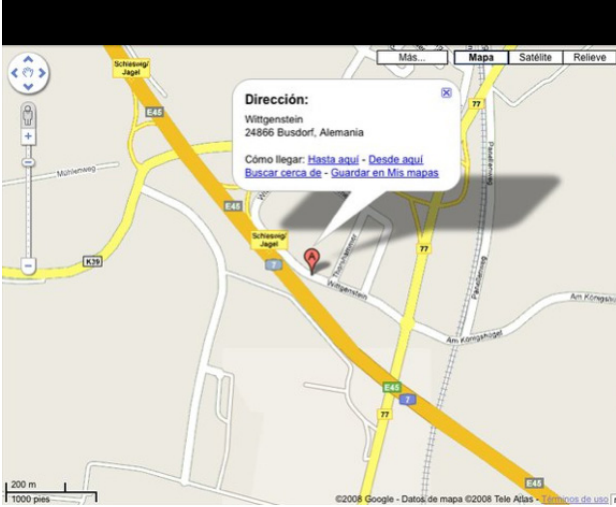 Más...
Mapa
Satélite
Relieve
Schleswig/
Jagel
77
Dirección:
Wittgenstein
24866 Busdorf, Alemania
Cómo llegar: Hasta aquí - Desde aquí
Buscar cerca de - Guardar en Mis mapas
E45
Mühlenweg
E45
Schleswig/
Jagel
7
A
77
K39
Wittgenstein
Am Königshügel
E45
7
77
E45
200 m
1000 pies
©2008 Google - Datos de mapa ©2008 Tele Atlas - Términos de uso